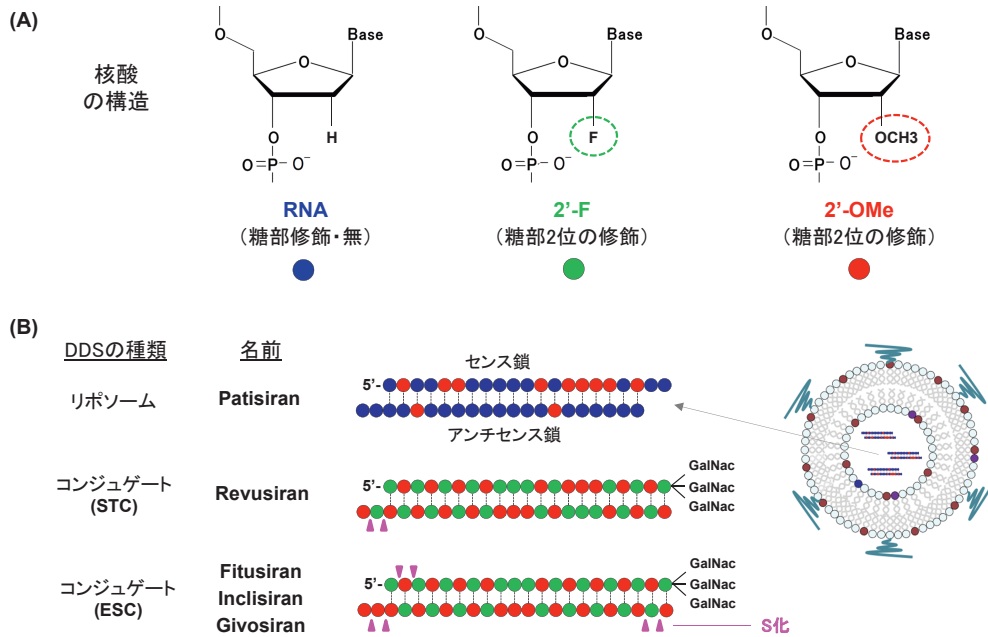 (A)
核酸
の構造
O
Base
O
O
H
O=P-O⁻
RNA
(糖部修飾・無)
O
Base
O
O
F
O=P-O⁻
2'-F
(糖部2位の修飾)
O
Base
O
O
OCH3
O=P-O⁻
2'-OMe
(糖部2位の修飾)
(B)
DDSの種類
名前
リポソーム
Patisiran
センス鎖
5'-
アンチセンス鎖
コンジュゲート
(STC)
Revusiran
5'-
GalNac
GalNac
GalNac
コンジュゲート
(ESC)
Fitusiran
Inclisiran
Givosiran
5'-
GalNac
GalNac
GalNac
S化